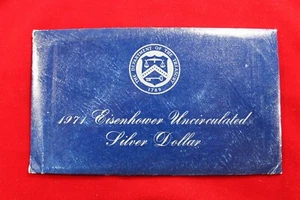 THE DEPARTMENT OF THE TREASURY
1789
1971 Eisenhower Uncirculated
Silver Dollar